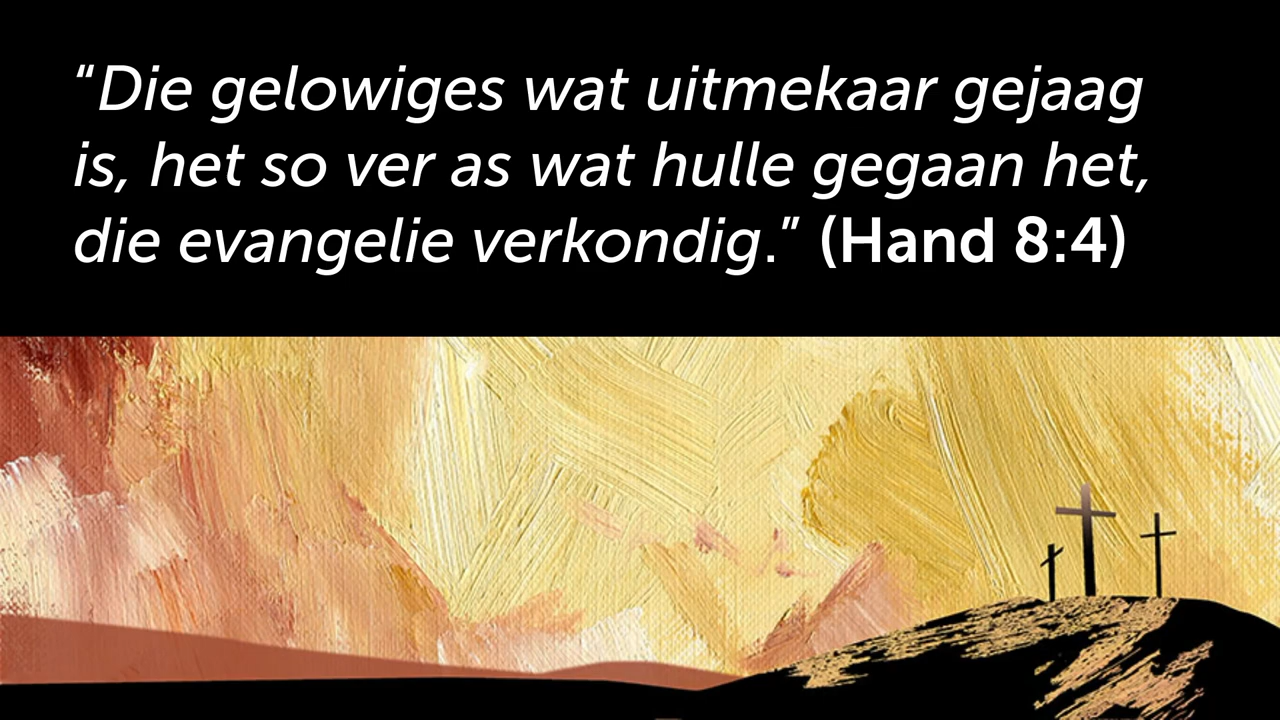 “Die gelowiges wat uitmekaar gejaag
is, het so ver as wat hulle gegaan het,
die evangelie verkondig.” (Hand 8:4)